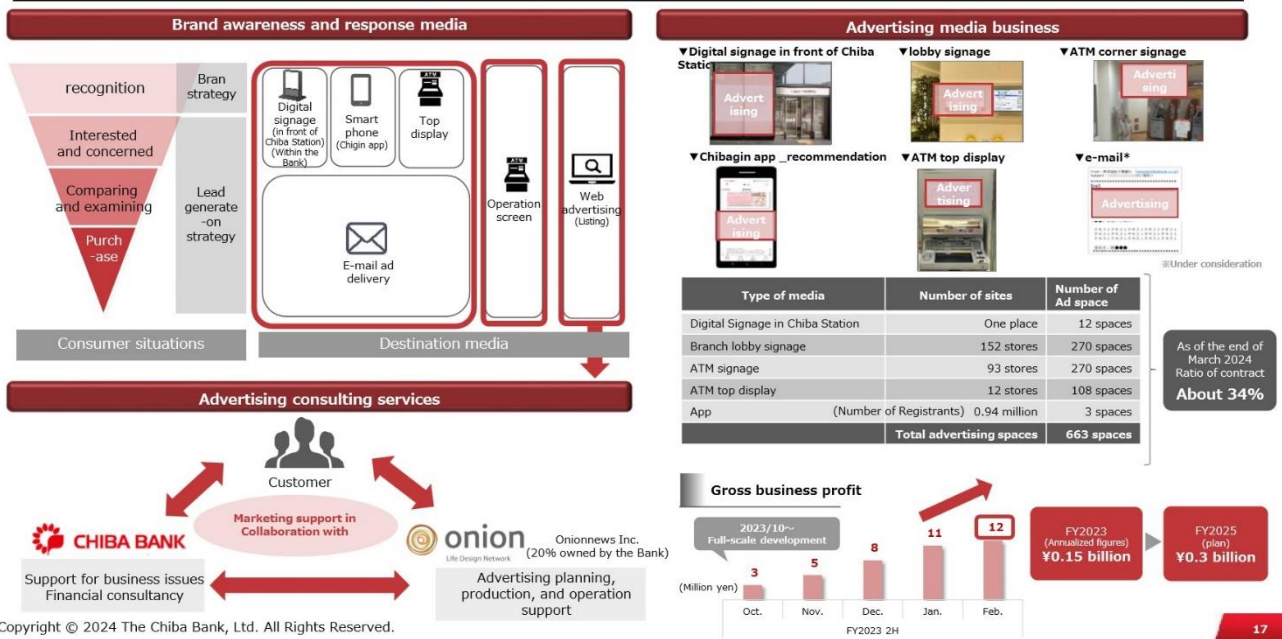 Brand awareness and response media
recognition
Bran
strategy
Interested
and concerned
Comparing
and examining
Purch
-ase
Lead
generate
-on
strategy
Digital
signage
(in front of
Chiba Station)
(Within the
Bank)
Smart
phone
(Chigin app)
ATM
Top
display
E-mail ad
delivery
ATM
Operation
screen
Web
advertising
(Listing)
Consumer situations
Destination media
Advertising consulting services
Customer
Marketing support in
Collaboration with
CHIBA BANK
Support for business issues
Financial consultancy
onion
Life Design Network
Onionnews Inc.
(20% owned by the Bank)
Advertising planning,
production, and operation
support
Advertising media business
▼Digital signage in front of Chiba
Static
Advert
ising
▼lobby signage
Advert
ising
▼ATM corner signage
Adverti
sing
▼Chibagin app _recommendation
Advert
ising
▼ATM top display
Adver
tising
▼e-mail*
Advertising
※Under consideration
Type of media Number of sites Number of
Ad space
Digital Signage in Chiba Station One place 12 spaces
Branch lobby signage 152 stores 270 spaces
ATM signage 93 stores 270 spaces
ATM top display 12 stores 108 spaces
App (Number of Registrants) 0.94 million 3 spaces
Total advertising spaces 663 spaces
As of the end of
March 2024
Ratio of contract
About 34%
Gross business profit
2023/10～
Full-scale development
(Million yen)
3
5
8
11
12
Oct. Nov. Dec. Jan. Feb.
FY2023 2H
FY2023
(Annualized figures)
¥0.15 billion
FY2025
(plan)
¥0.3 billion
Copyright © 2024 The Chiba Bank, Ltd. All Rights Reserved.
17